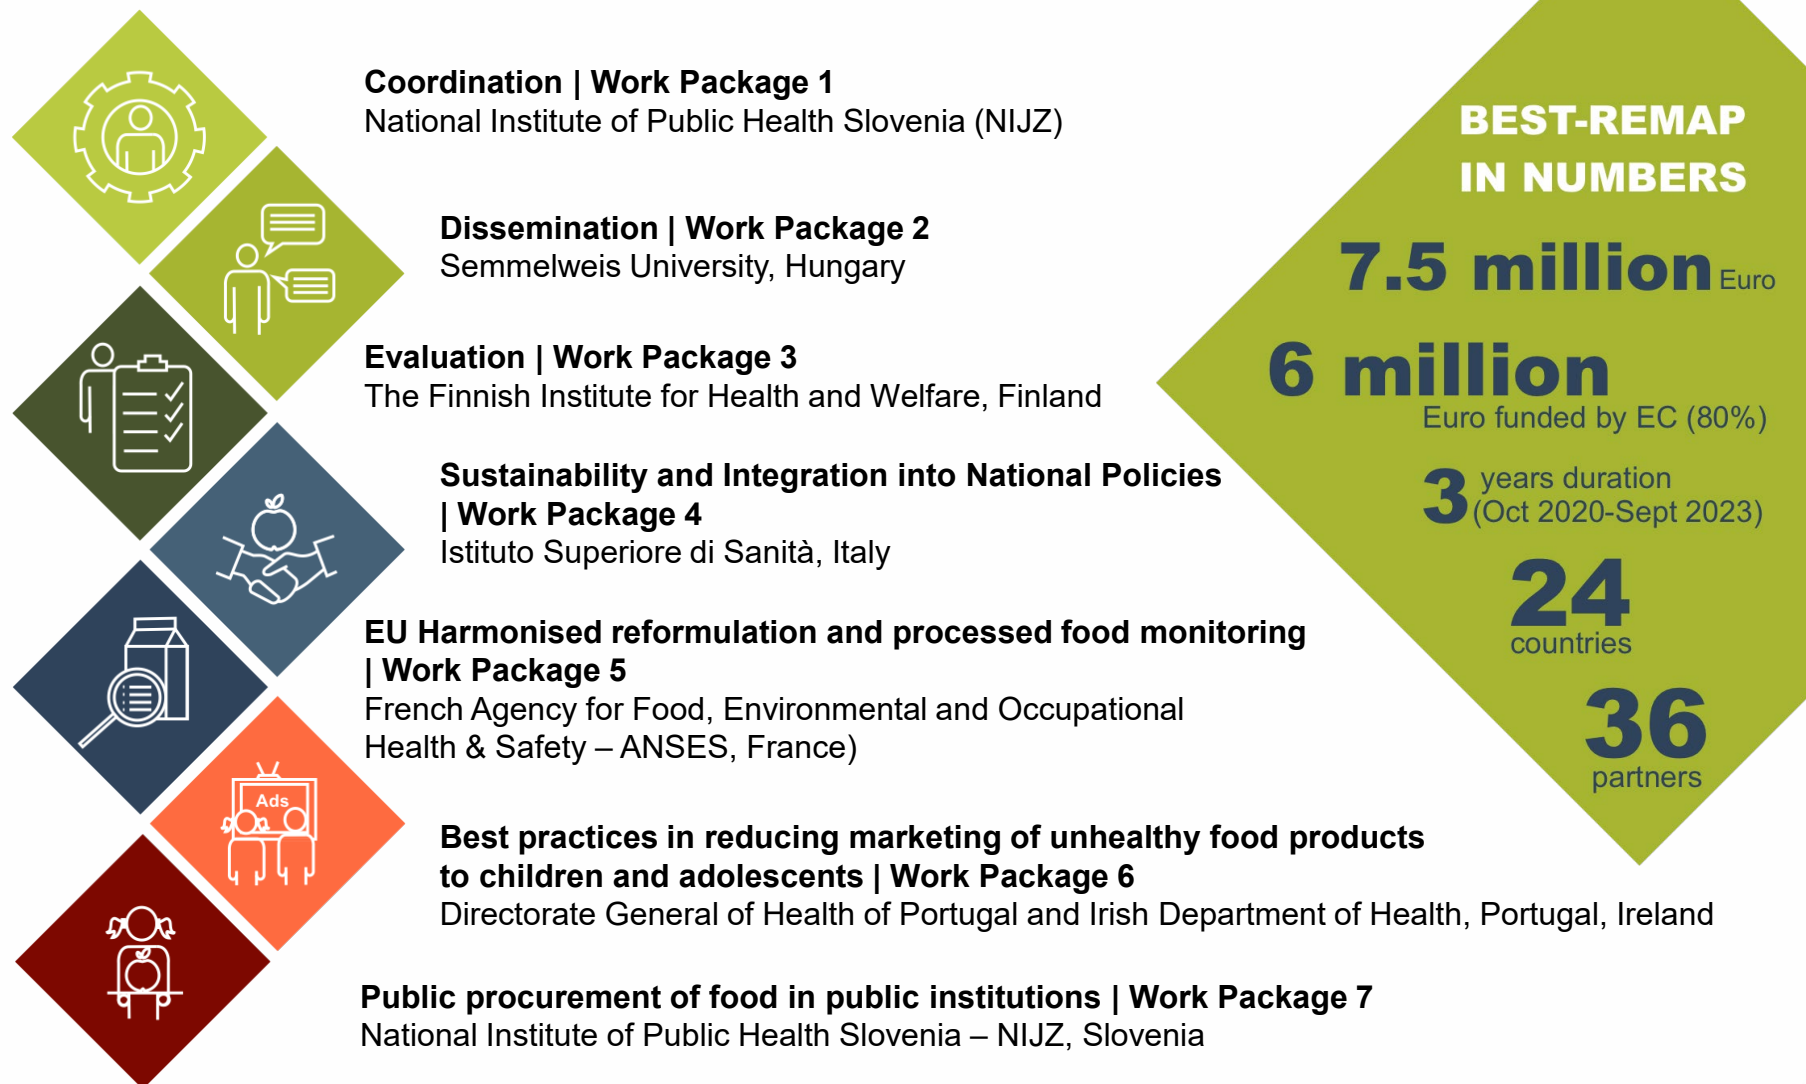 Coordination | Work Package 1
National Institute of Public Health Slovenia (NIJZ)
Dissemination | Work Package 2
Semmelweis University, Hungary
Evaluation | Work Package 3
The Finnish Institute for Health and Welfare, Finland
Sustainability and Integration into National Policies
| Work Package 4
Istituto Superiore di Sanità, Italy
EU Harmonised reformulation and processed food monitoring
| Work Package 5
French Agency for Food, Environmental and Occupational
Health & Safety – ANSES, France)
Ads
Best practices in reducing marketing of unhealthy food products
to children and adolescents | Work Package 6
Directorate General of Health of Portugal and Irish Department of Health, Portugal, Ireland
Public procurement of food in public institutions | Work Package 7
National Institute of Public Health Slovenia – NIJZ, Slovenia
BEST-REMAP
IN NUMBERS
7.5 million Euro
6 million
Euro funded by EC (80%)
3 years duration
(Oct 2020-Sept 2023)
24
countries
36
partners